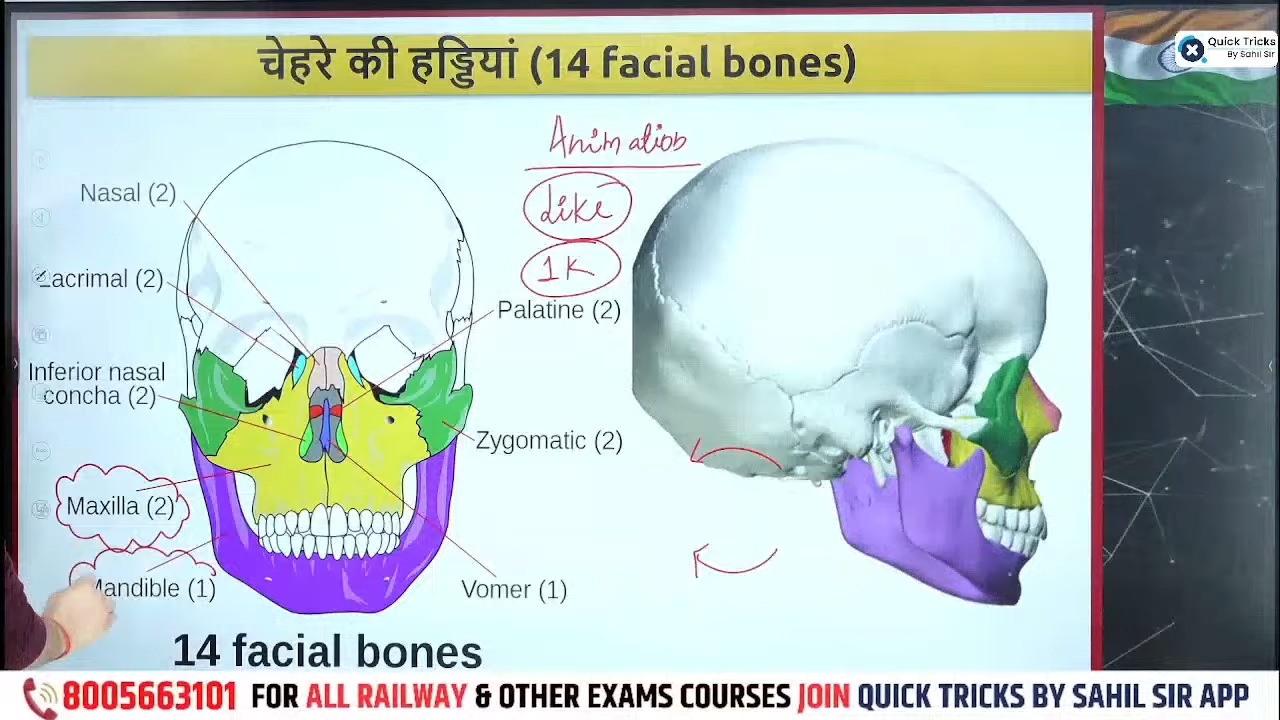 चेहरे की हड्डियां (14 facial bones)
Quick Tricks
By Sahil Sir
Animation
Like
1K
Nasal (2)
Lacrimal (2)
Palatine (2)
Inferior nasal
concha (2)
Zygomatic (2)
Maxilla (2)
Mandible (1)
Vomer (1)
14 facial bones
8005663101 FOR ALL RAILWAY & OTHER EXAMS COURSES JOIN QUICK TRICKS BY SAHIL SIR APP